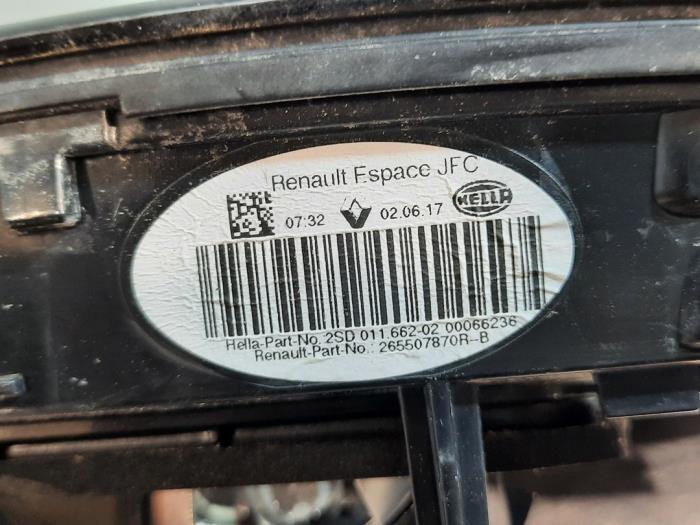 Renault Espace JFC
07:32 02.06.17 HELLA
Hella-Part-No. 2SD 011.662-02 00066236
Renault-Part-No.: 265507870R--B